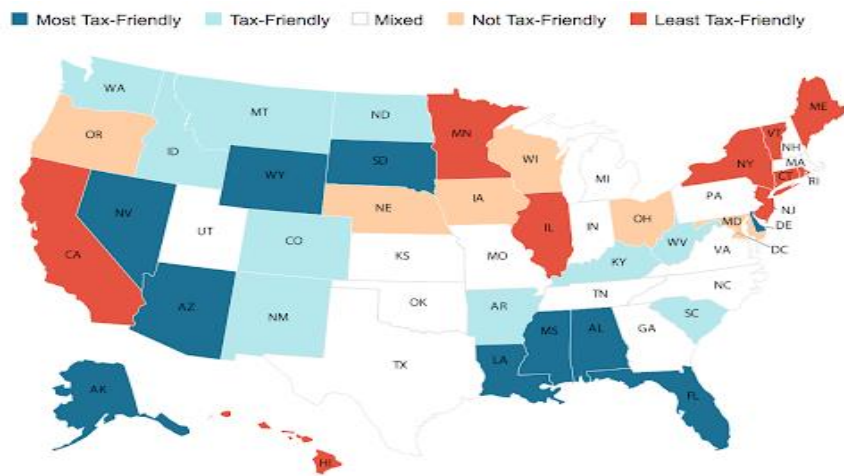 Most Tax-Friendly Tax-Friendly Mixed Not Tax-Friendly Least Tax-Friendly
WA
MT
ND
MN
ME
VT
NH
OR
ID
SD
WI
NY
MA
CT
RI
WY
MI
PA
NJ
NV
NE
IA
OH
MD
DE
UT
CO
IL
IN
WV
VA
DC
CA
KS
MO
KY
NC
AZ
NM
OK
AR
TN
SC
TX
LA
MS
AL
GA
AK
FL
HI